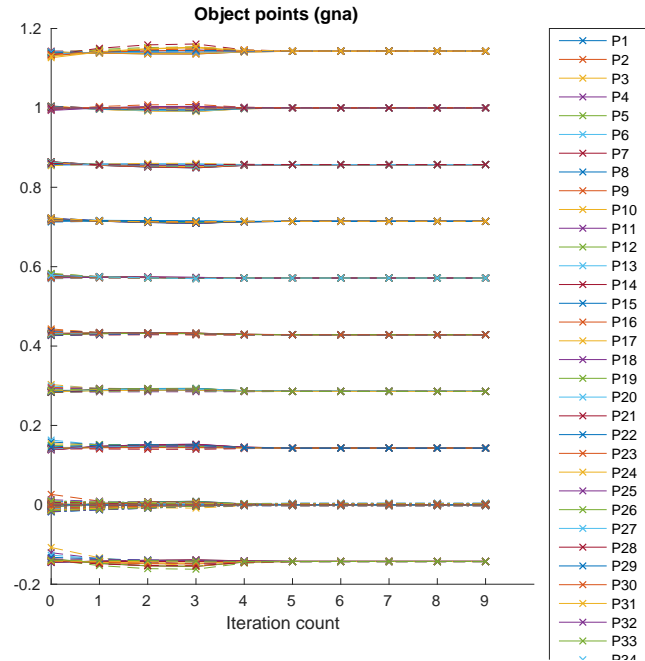 Object points (gna)
1.2
1
0.8
0.6
0.4
0.2
0
-0.2
0 1 2 3 4 5 6 7 8 9
Iteration count
P1
P2
P3
P4
P5
P6
P7
P8
P9
P10
P11
P12
P13
P14
P15
P16
P17
P18
P19
P20
P21
P22
P23
P24
P25
P26
P27
P28
P29
P30
P31
P32
P33
P34